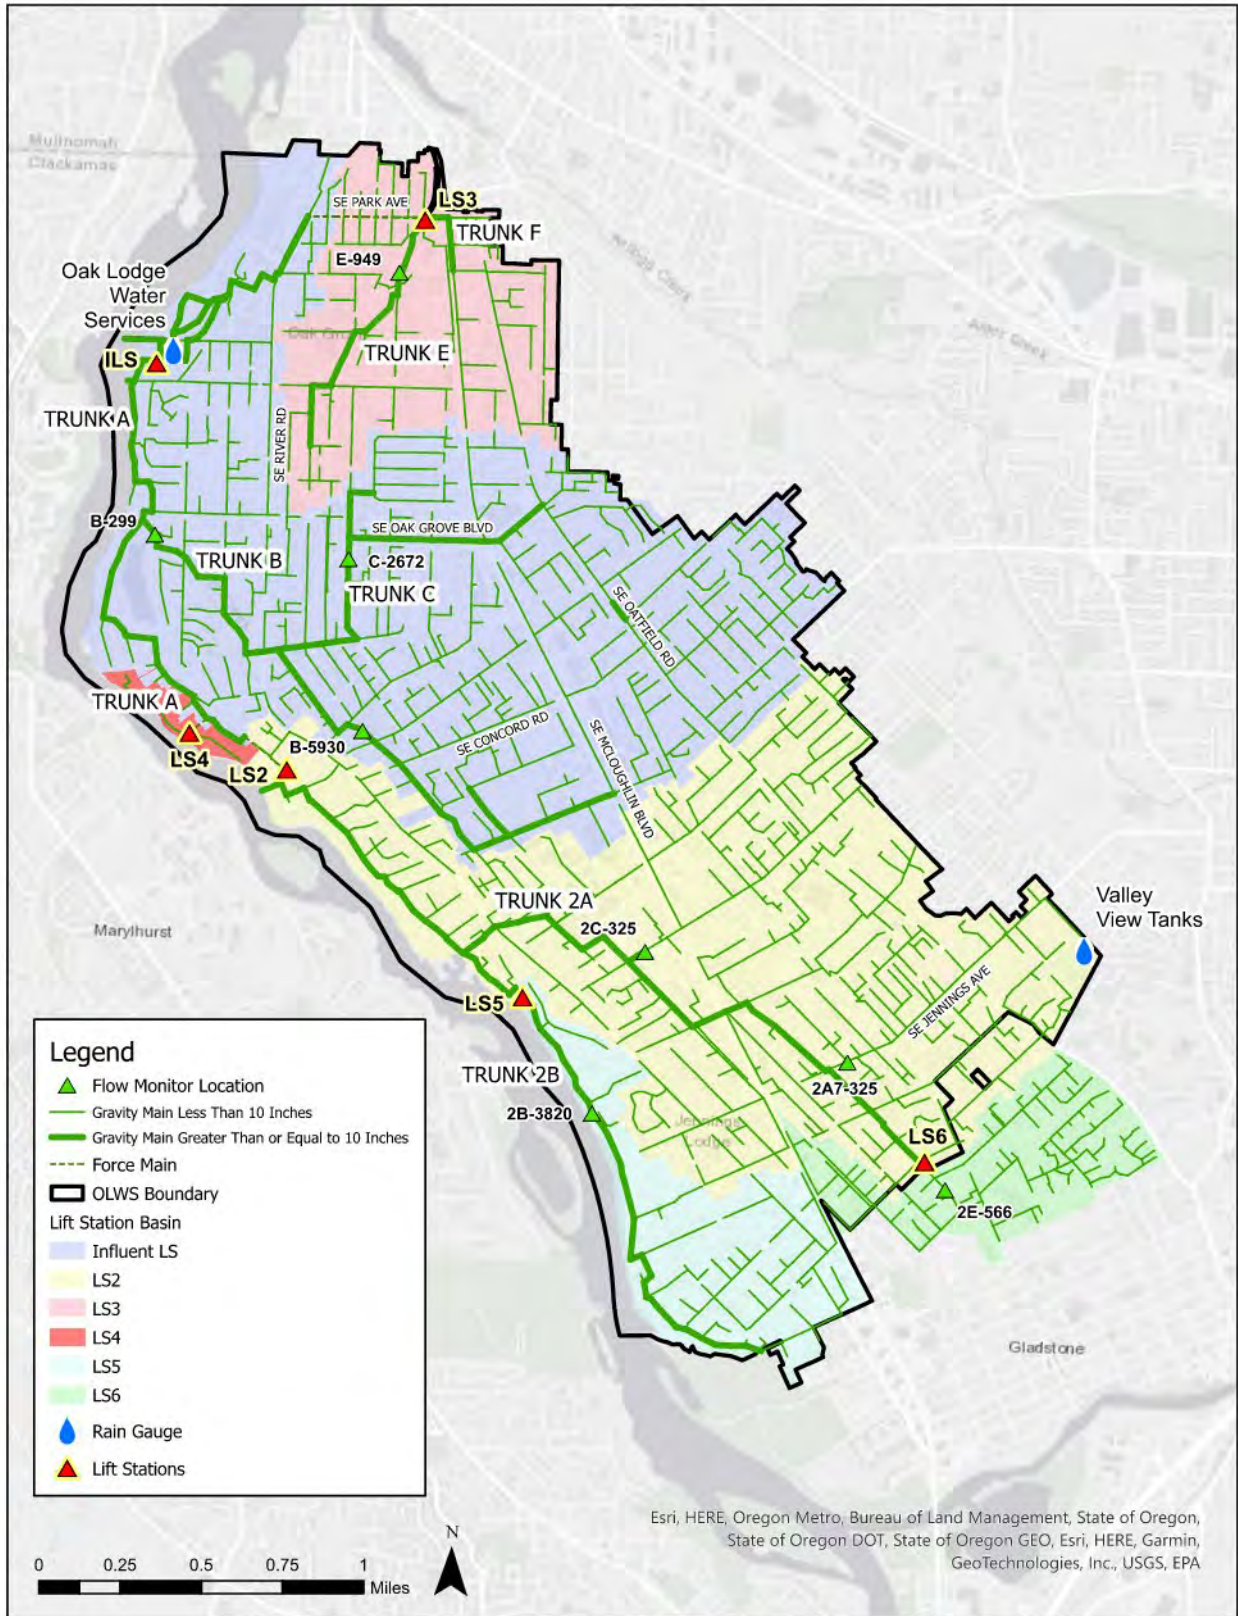 Multnomah
Clackamas
LS3
SE PARK AVE
TRUNK F
Kellogg Creek
E-949
Oak Lodge
Water
Services
Alder Creek
Oak Grove
TRUNK E
ILS
TRUNK A
SE RIVER RD
B-299
SE OAK GROVE BLVD
TRUNK B
C-2672
TRUNK C
SE OATFIELD RD
TRUNK A
SE CONCORD RD
SE MCLOUGHLIN BLVD
B-5930
LS4
LS2
Valley
View Tanks
TRUNK 2A
2C-325
Marylhurst
SE JENNINGS AVE
LS5
TRUNK 2B
2A7-325
2B-3820
Jennings
Lodge
LS6
2E-566
Gladstone
Legend
Flow Monitor Location
Gravity Main Less Than 10 Inches
Gravity Main Greater Than or Equal to 10 Inches
Force Main
OLWS Boundary
Lift Station Basin
Influent LS
LS2
LS3
LS4
LS5
LS6
Rain Gauge
Lift Stations
Esri, HERE, Oregon Metro, Bureau of Land Management, State of Oregon,
State of Oregon DOT, State of Oregon GEO, Esri, HERE, Garmin,
GeoTechnologies, Inc., USGS, EPA
N
0 0.25 0.5 0.75 1
Miles